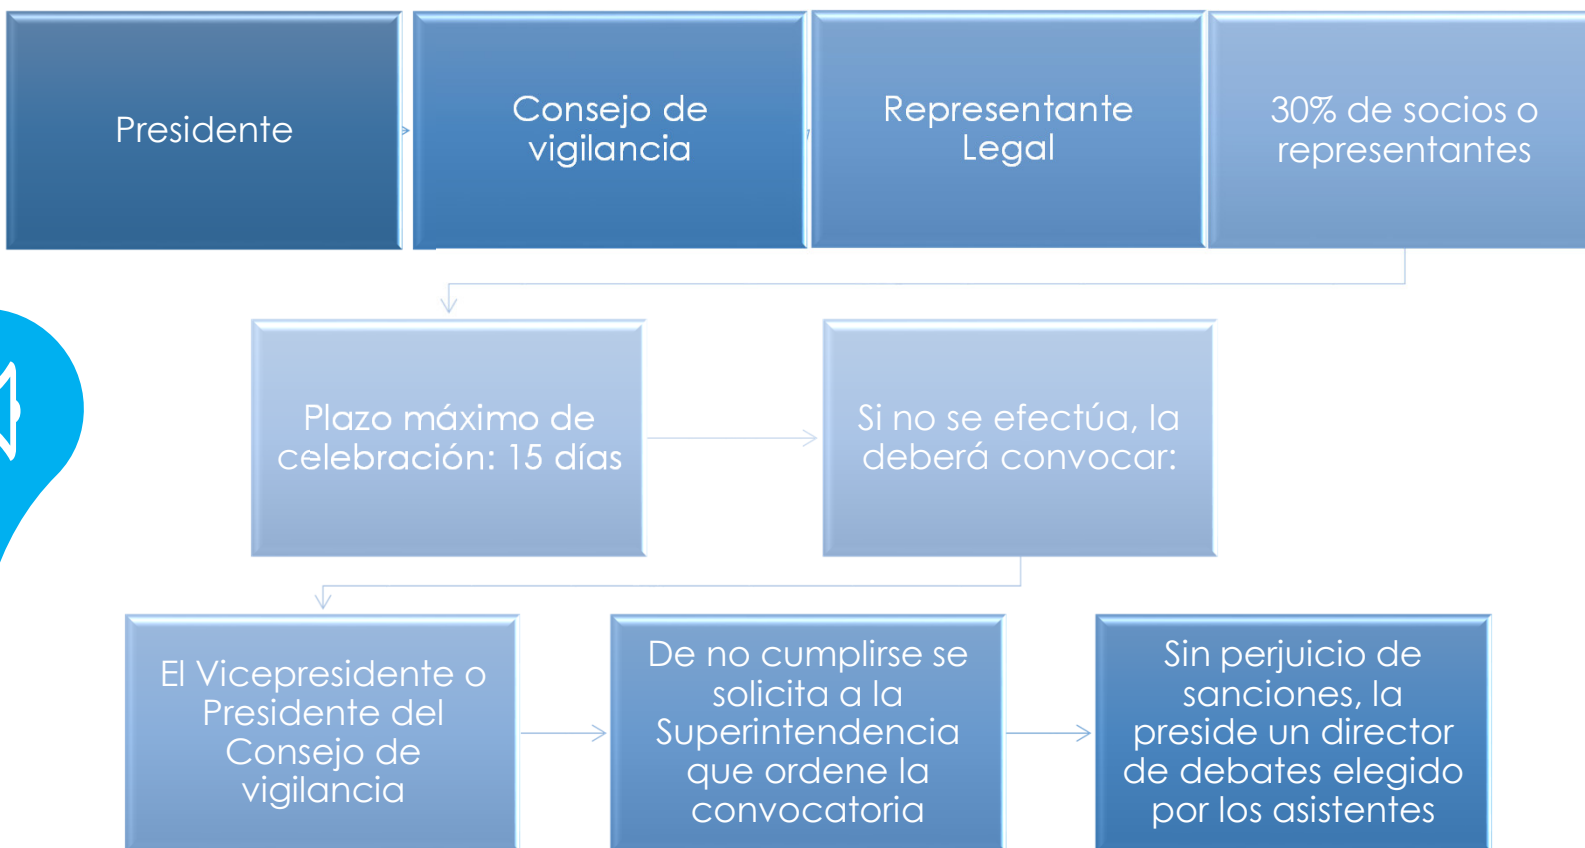 Presidente
Consejo de
vigilancia
Representante
Legal
30% de socios o
representantes
Plazo máximo de
celebración: 15 días
Si no se efectúa, la
deberá convocar:
El Vicepresidente o
Presidente del
Consejo de
vigilancia
De no cumplirse se
solicita a la
Superintendencia
que ordene la
convocatoria
Sin perjuicio de
sanciones, la
preside un director
de debates elegido
por los asistentes